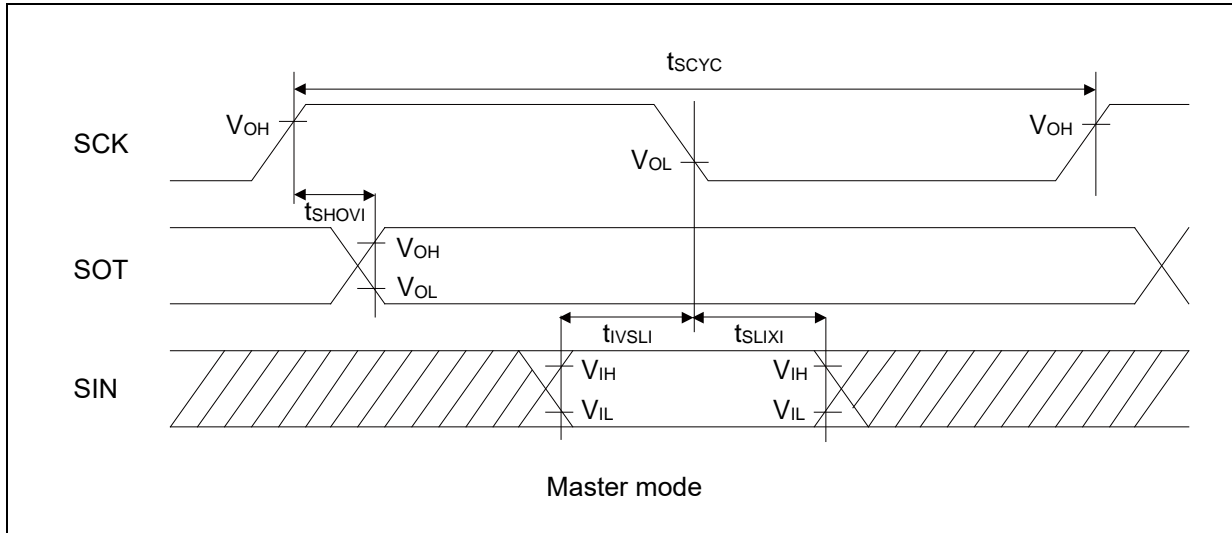 tSCYC
SCK
VOH
VOL
VOH
tSHOVI
SOT
VOH
VOL
tIVSLI
tSLIXI
SIN
VIH
VIL
VIH
VIL
Master mode